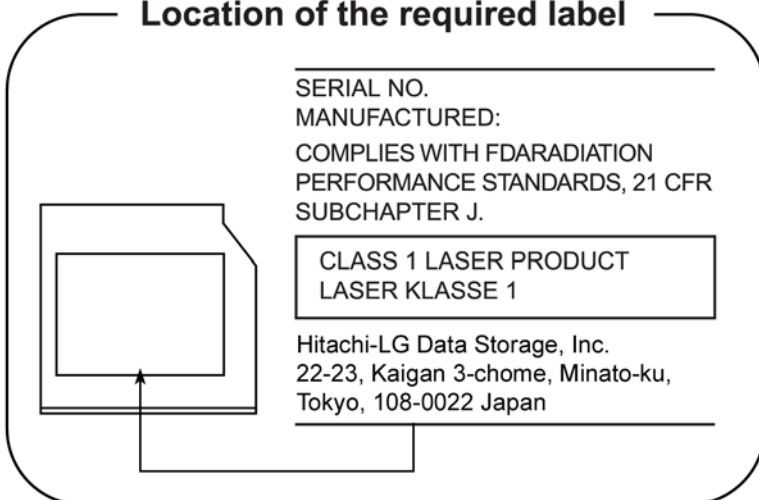 Location of the required label
SERIAL NO.
MANUFACTURED:
COMPLIES WITH FDARADIATION
PERFORMANCE STANDARDS, 21 CFR
SUBCHAPTER J.
CLASS 1 LASER PRODUCT
LASER KLASSE 1
Hitachi-LG Data Storage, Inc.
22-23, Kaigan 3-chome, Minato-ku,
Tokyo, 108-0022 Japan